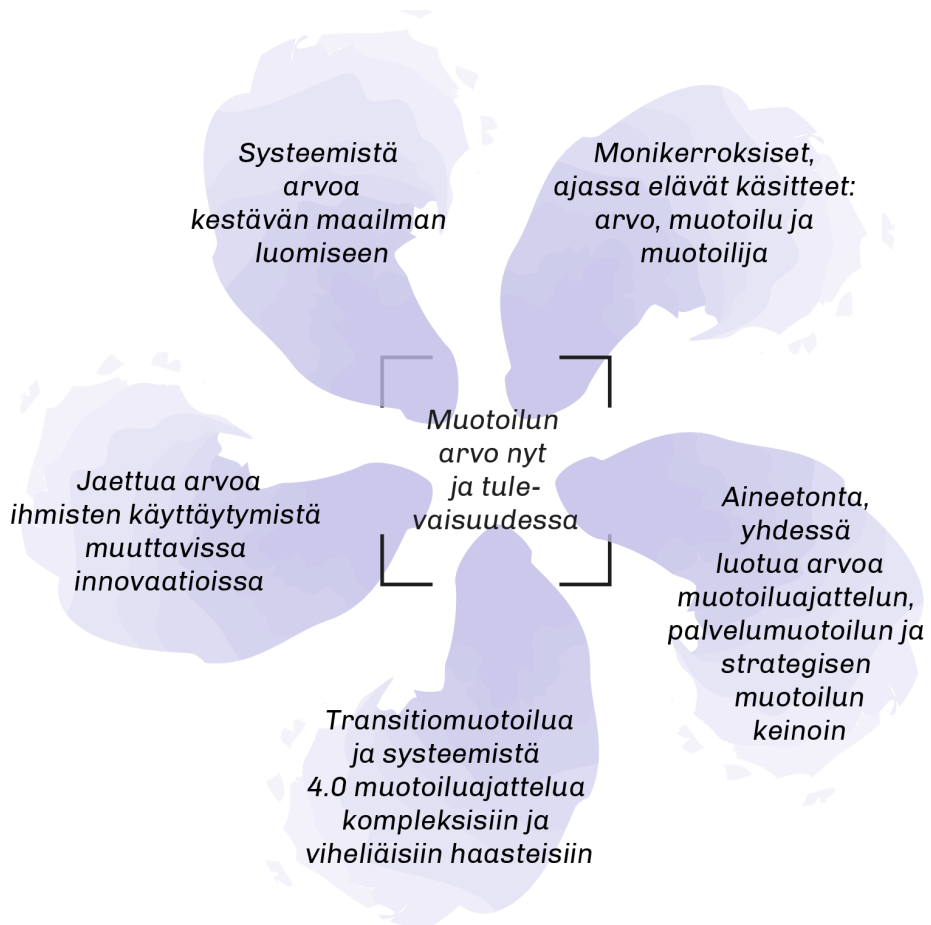 Systeemistä
arvoa
kestävän maailman
luomiseen
Monikerroksiset,
ajassa elävät käsitteet:
arvo, muotoilu ja
muotoilija
Muotoilun
arvo nyt
ja tule-
vaisuudessa
Jaettua arvoa
ihmisten käyttäytymistä
muuttavissa
innovaatioissa
Aineetonta,
yhdessä
luotua arvoa
muotoiluajattelun,
palvelumuotoilun ja
strategisen
muotoilun
keinoin
Transitiomuotoilua
ja systeemistä
4.0 muotoiluajattelua
kompleksisiin ja
viheliäisiin haasteisiin